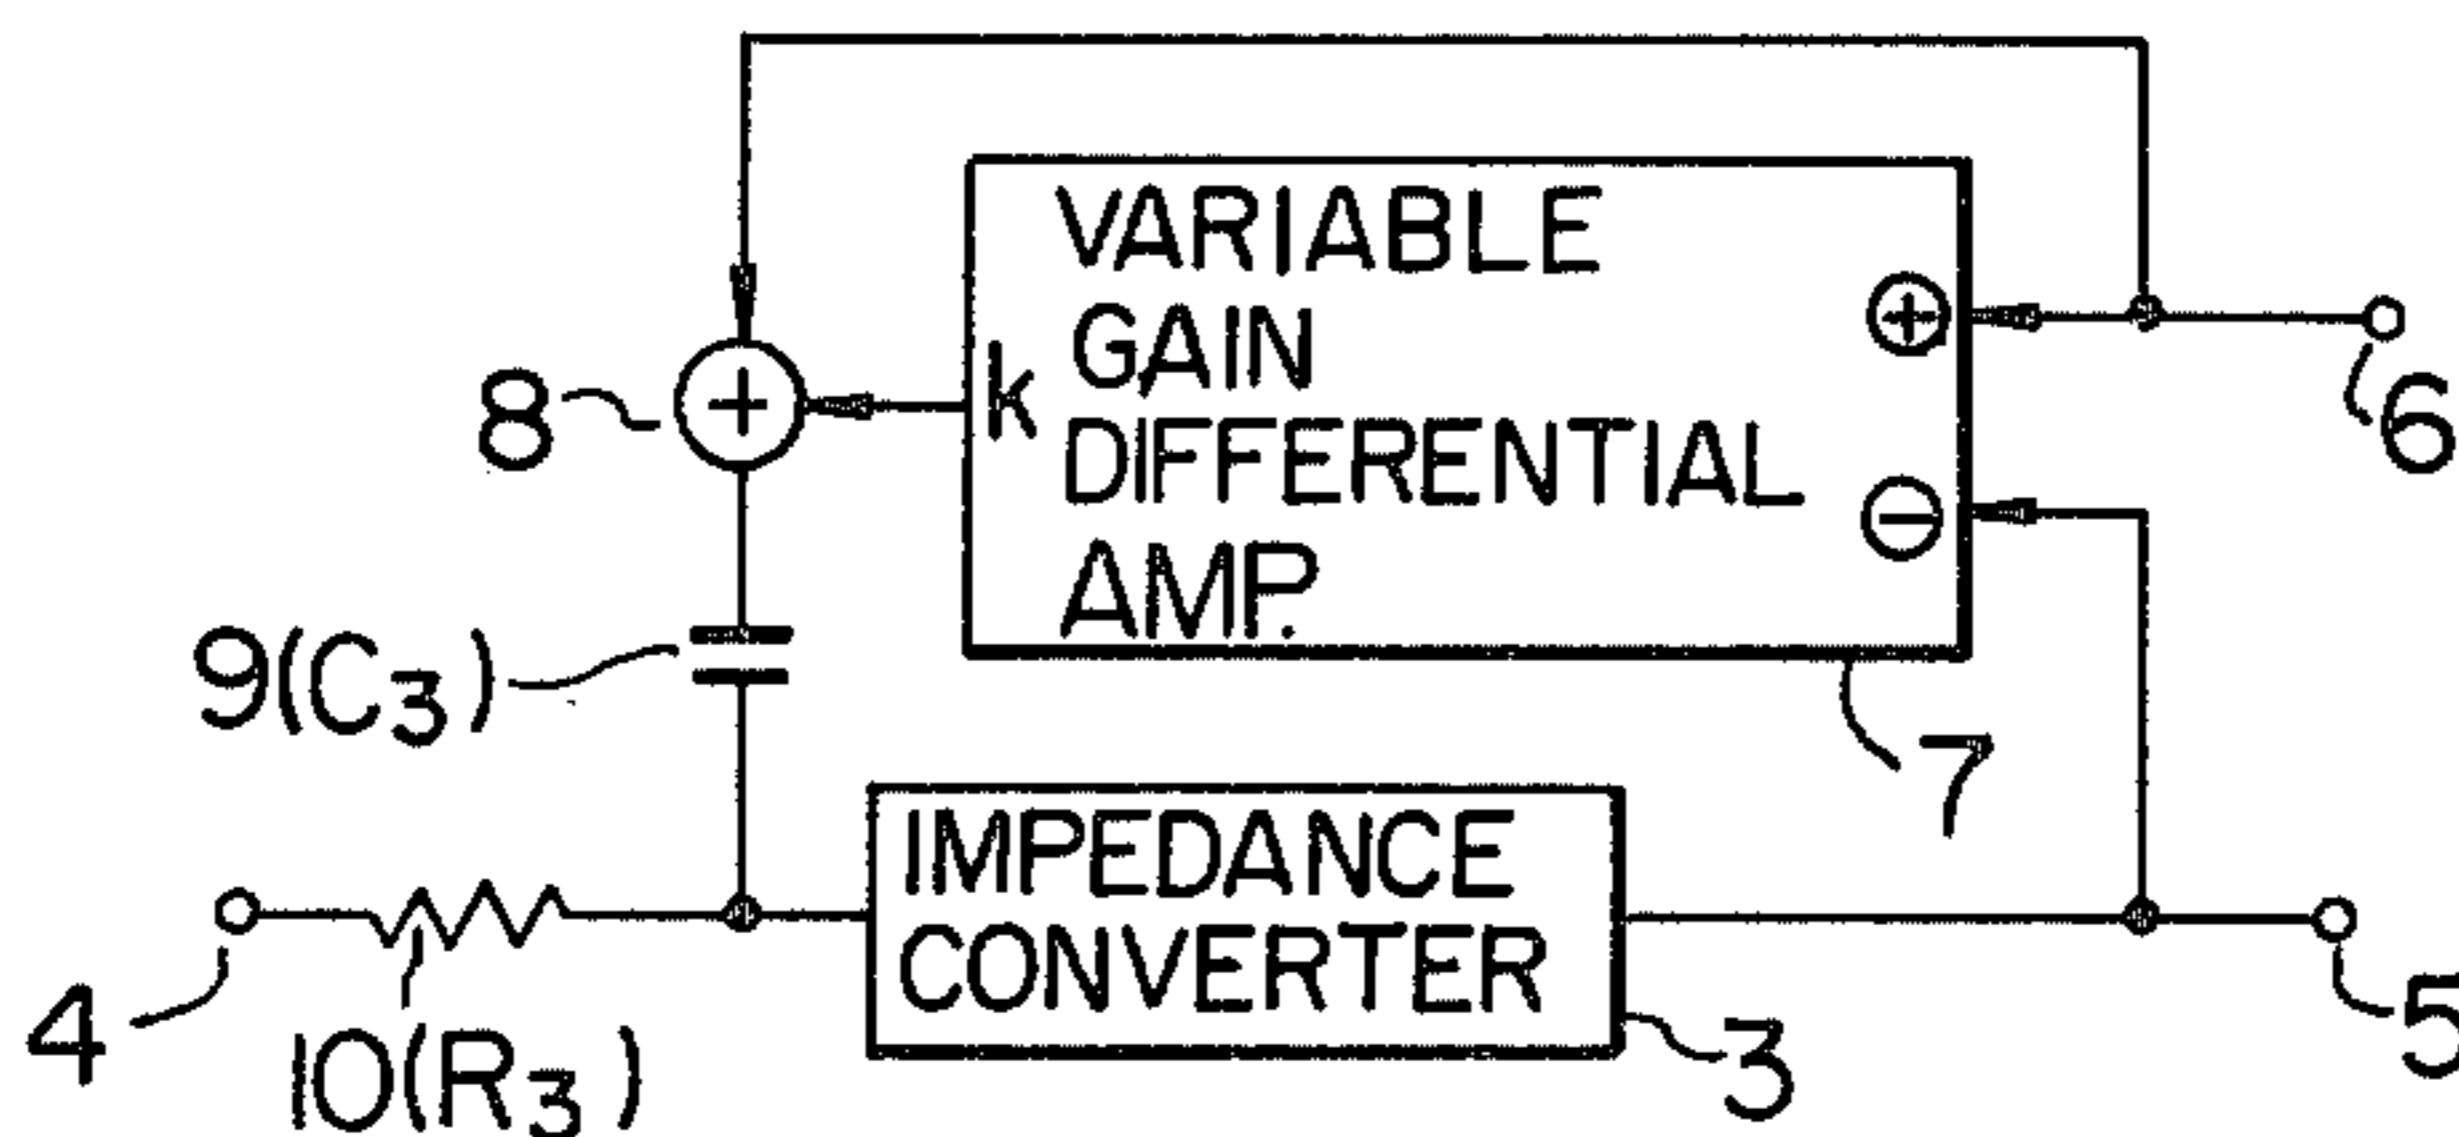 VARIABLE
GAIN
DIFFERENTIAL
AMP.
k
+
−
+
8
6
9(C3)
7
IMPEDANCE
CONVERTER
4
10(R3)
3
5